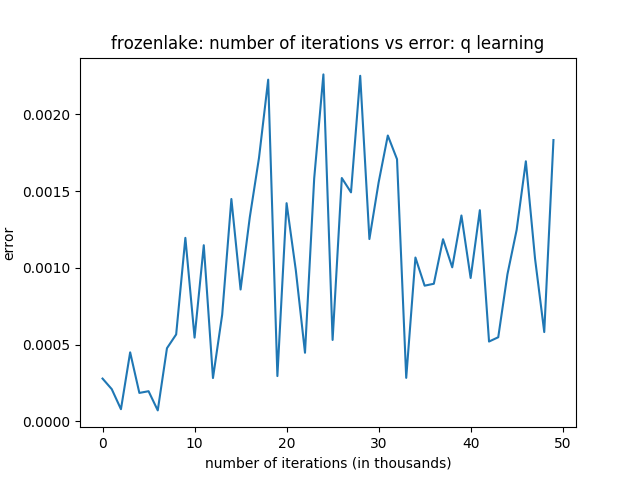 frozenlake: number of iterations vs error: q learning
0.0020
0.0015
0.0010
0.0005
0.0000
error
0 10 20 30 40 50
number of iterations (in thousands)